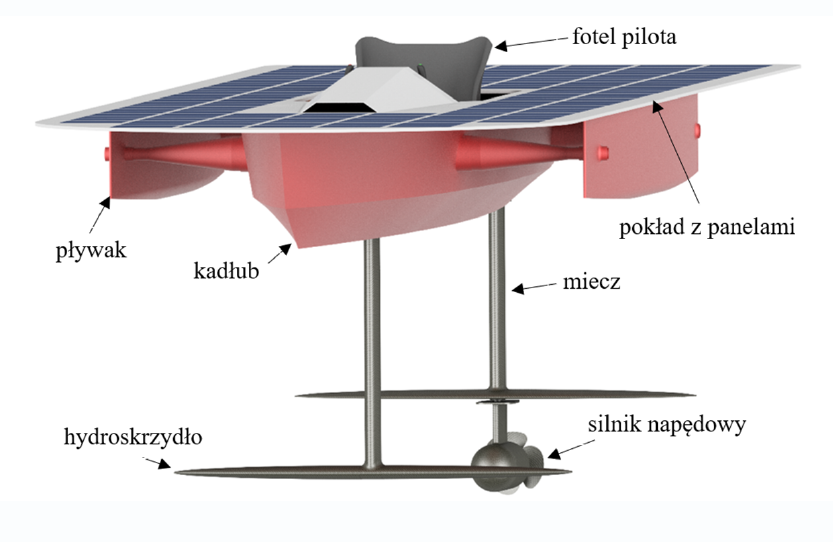 fotel pilota
pokład z panelami
pływak
kadłub
miecz
silnik napędowy
hydroskrzydło